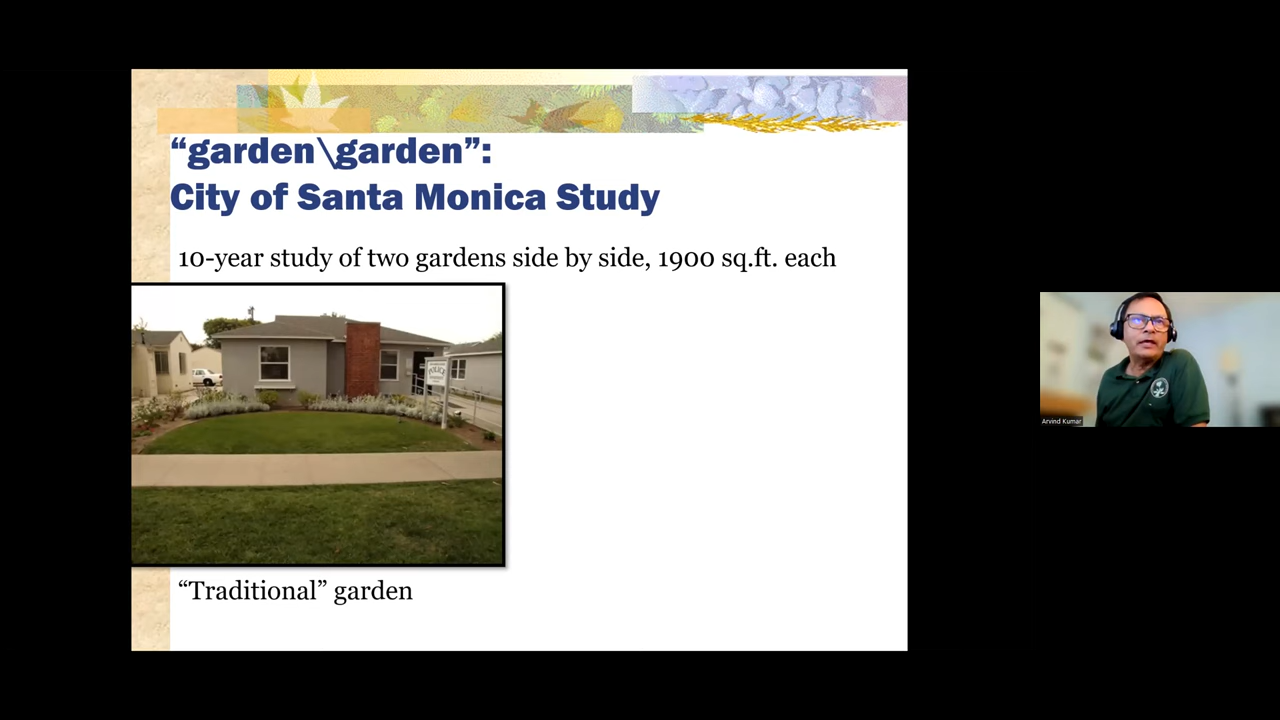 “garden\garden”:
City of Santa Monica Study
10-year study of two gardens side by side, 1900 sq.ft. each
POLICE
“Traditional” garden
Arvind Kumar